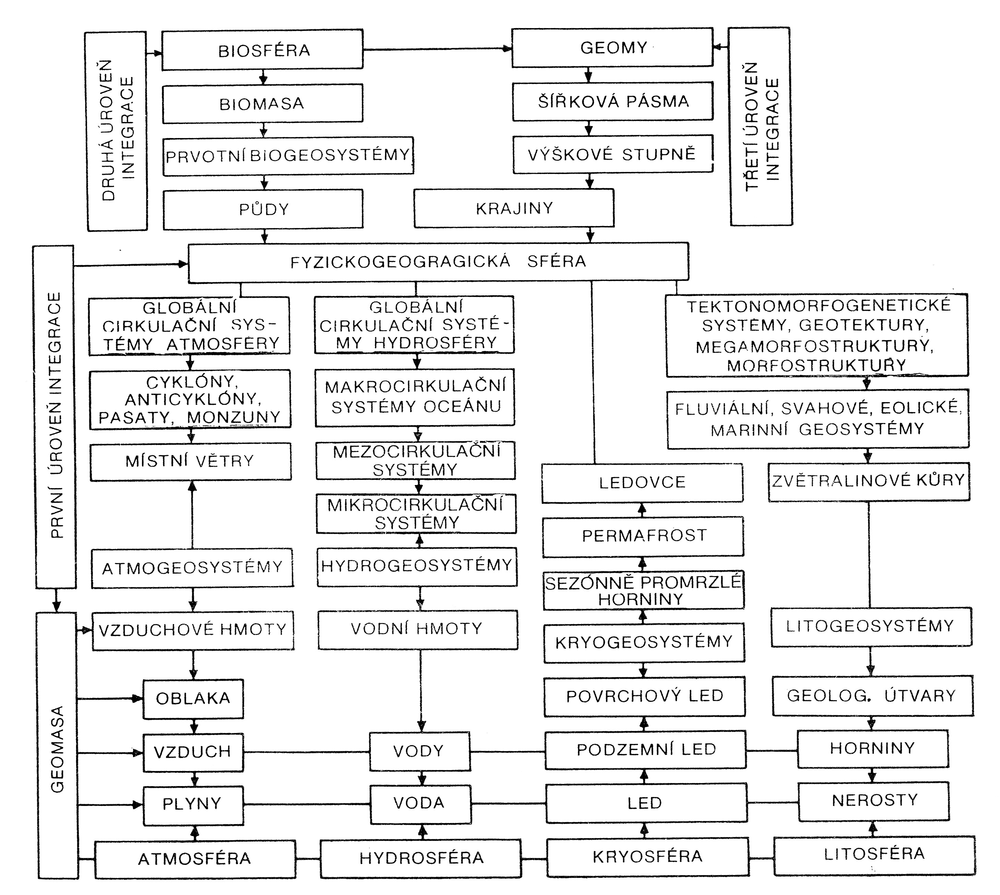 DRUHÁ ÚROVEŇ
INTEGRACE
BIOSFÉRA
GEOMY
TŘETÍ ÚROVEŇ
INTEGRACE
BIOMASA
ŠÍŘKOVÁ PÁSMA
PRVOTNÍ BIOGEOSYSTÉMY
VÝŠKOVÉ STUPNĚ
PŮDY
KRAJINY
PRVNÍ ÚROVEŇ INTEGRACE
FYZICKOGEOGRAGICKÁ SFÉRA
GLOBÁLNÍ
CIRKULAČNÍ SYS-
TÉMY ATMOSFÉRY
GLOBÁLNÍ
CIRKULAČNÍ SYSTÉ-
MY HYDROSFÉRY
TEKTONOMORFOGENETICKÉ
SYSTÉMY, GEOTEKTURY,
MEGAMORFOSTRUKTURY,
MORFOSTRUKTURY
CYKLÓNY,
ANTICYKLÓNY,
PASATY, MONZUNY
MAKROCIRKULAČNÍ
SYSTÉMY OCEÁNU
FLUVIÁLNÍ, SVAHOVÉ, EOLICKÉ,
MARINNÍ GEOSYSTÉMY
MÍSTNÍ VĚTRY
MEZOCIRKULAČNÍ
SYSTÉMY
LEDOVCE
ZVĚTRALINOVÉ KŮRY
MIKROCIRKULAČNÍ
SYSTÉMY
PERMAFROST
ATMOGEOSYSTÉMY
HYDROGEOSYSTÉMY
SEZÓNNĚ PROMRZLÉ
HORNINY
GEOMASA
VZDUCHOVÉ HMOTY
VODNÍ HMOTY
KRYOGEOSYSTÉMY
LITOGEOSYSTÉMY
OBLAKA
POVRCHOVÝ LED
GEOLOG. ÚTVARY
VZDUCH
VODY
PODZEMNÍ LED
HORNINY
PLYNY
VODA
LED
NEROSTY
ATMOSFÉRA
HYDROSFÉRA
KRYOSFÉRA
LITOSFÉRA